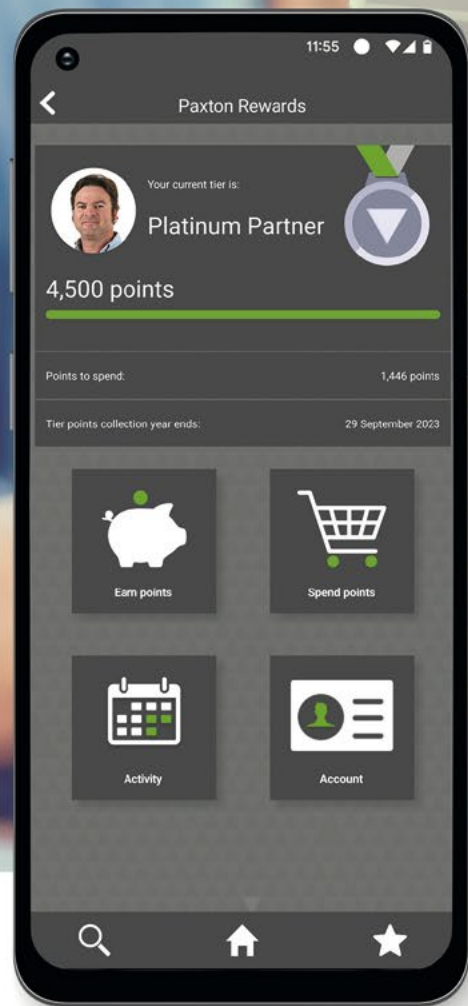 11:55
Paxton Rewards
Your current tier is:
Platinum Partner
4,500 points
Points to spend: 1,446 points
Tier points collection year ends: 29 September 2023
Earn points Spend points
Activity Account